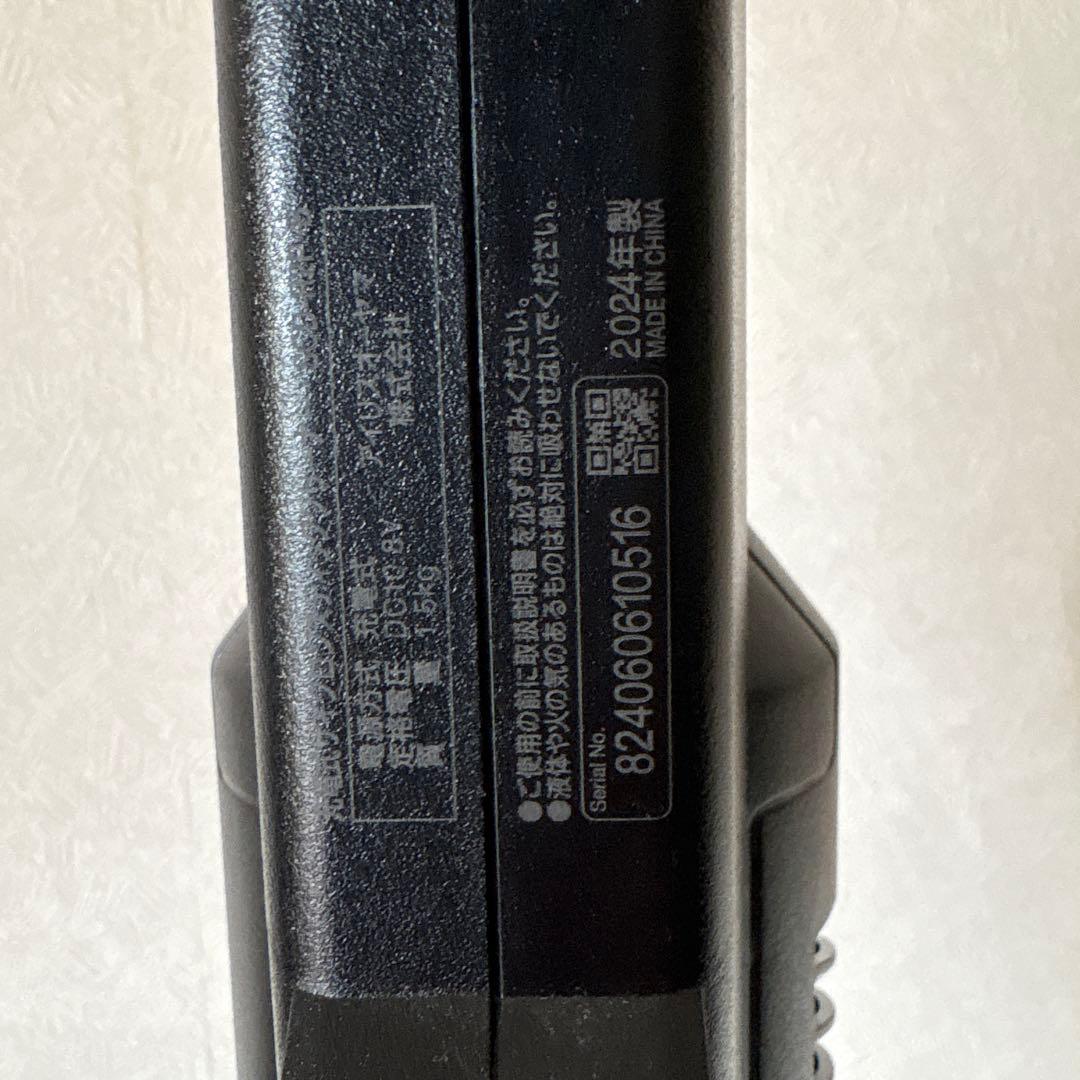 電源方式 充電式
定格電圧 DC10.8V
質量 1.5kg
アイリスオーヤマ
株式会社
●ご使用の前に取扱説明書を必ずお読みください。
●液体や火の気のあるものは絶対に吸わせないでください。
Serial No.
82406061​0516
2024年製
MADE IN CHINA